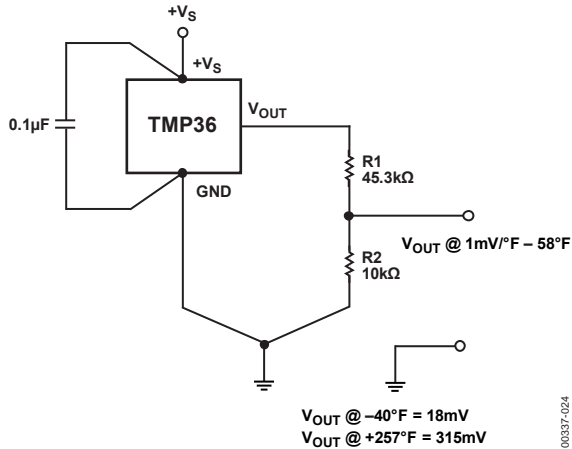 +VS
+VS
TMP36
VOUT
0.1µF
GND
R1
45.3kΩ
VOUT @ 1mV/°F – 58°F
R2
10kΩ
VOUT @ –40°F = 18mV
VOUT @ +257°F = 315mV
00337-024